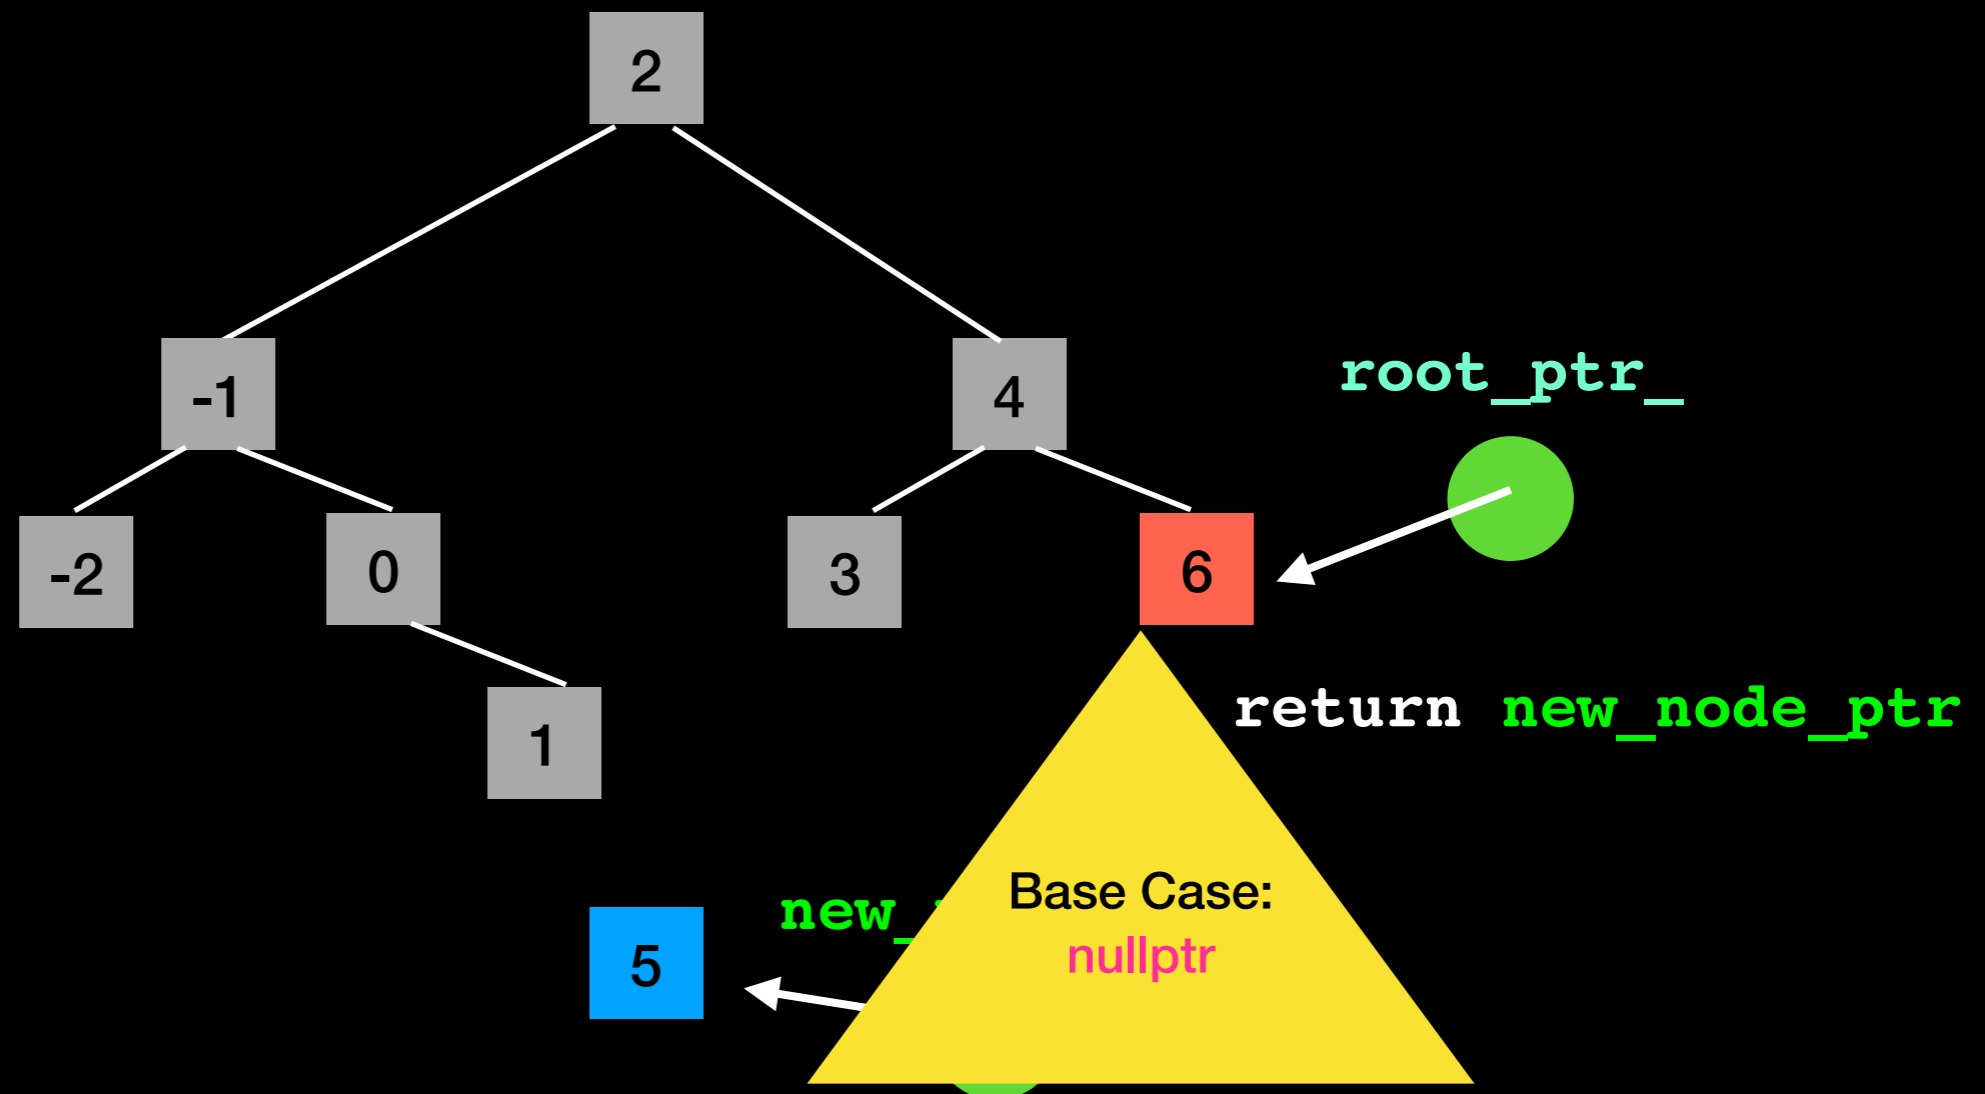 2
-1
4
root_ptr_
-2
0
3
6
return new_node_ptr
1
Base Case:
new_
nullptr
5